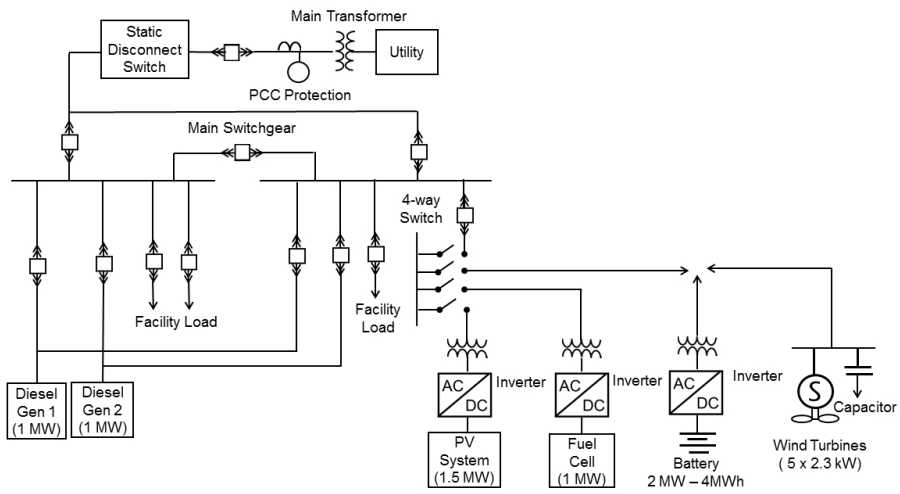 Static
Disconnect
Switch
Main Transformer
Utility
PCC Protection
Main Switchgear
4-way
Switch
Facility Load
Facility
Load
Diesel
Gen 1
(1 MW)
Diesel
Gen 2
(1 MW)
AC
DC
Inverter
PV
System
(1.5 MW)
AC
DC
Inverter
Fuel
Cell
(1 MW)
AC
DC
Inverter
Battery
2 MW – 4MWh
S
Capacitor
Wind Turbines
( 5 x 2.3 kW)